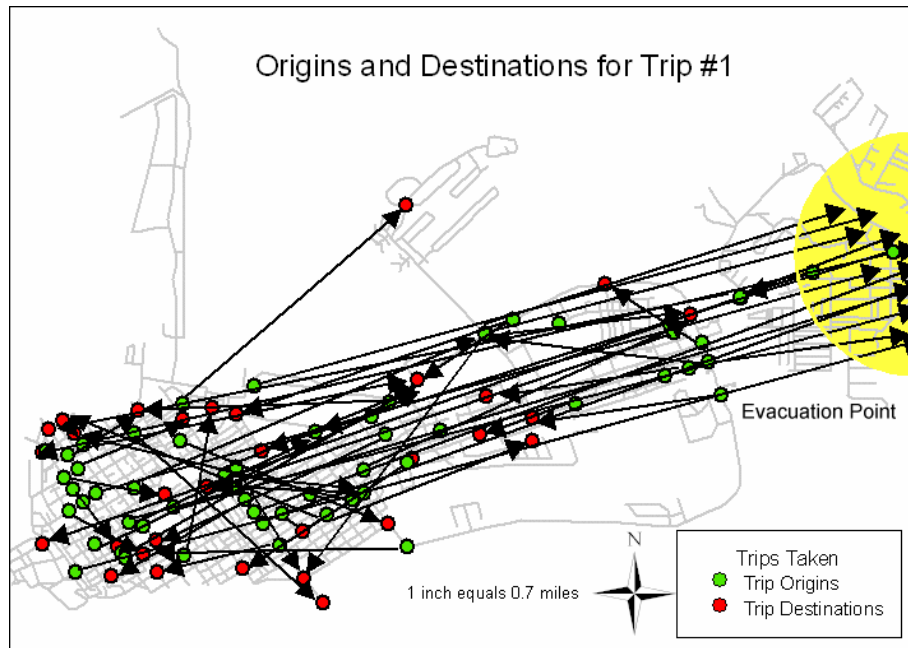 Origins and Destinations for Trip #1
Evacuation Point
N
1 inch equals 0.7 miles
Trips Taken
Trip Origins
Trip Destinations